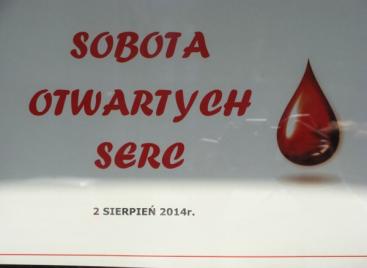 SOBOTA
OTWARTYCH
SERC
2 SIERPIEŃ 2014r.